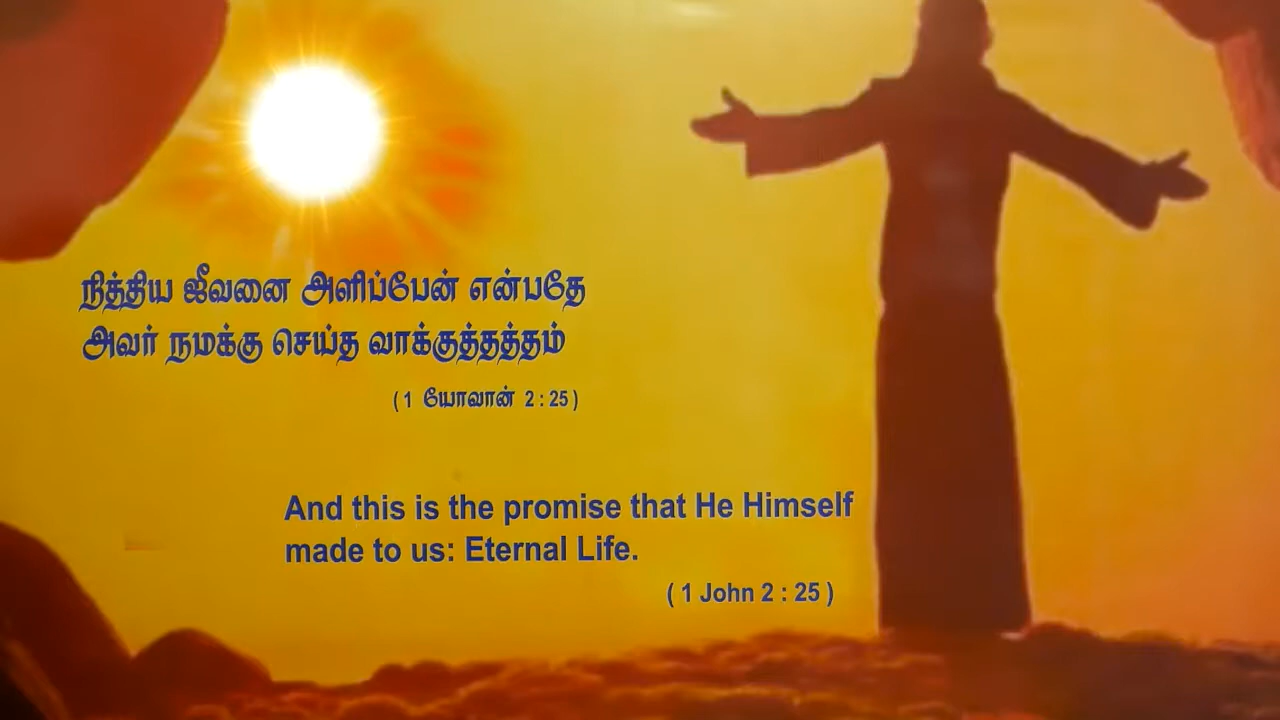 நித்திய ஜீவனை அளிப்பேன் என்பதே
அவர் நமக்கு செய்த வாக்குத்தத்தம்
( 1 யோவான் 2 : 25 )
And this is the promise that He Himself
made to us: Eternal Life.
( 1 John 2 : 25 )